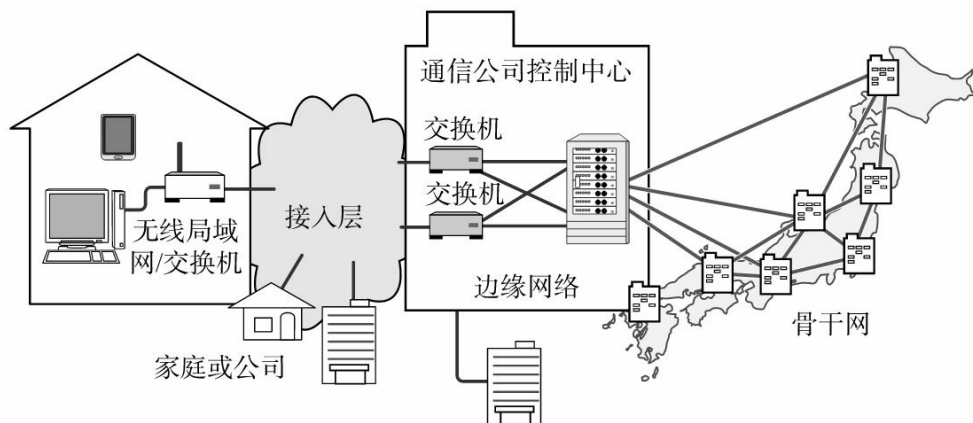 通信公司控制中心
交换机
交换机
接入层
无线局域
网/交换机
边缘网络
家庭或公司
骨干网